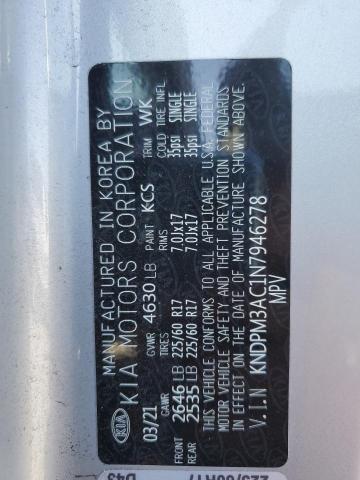 KIA
MANUFACTURED IN KOREA BY
KIA MOTORS CORPORATION
03/21 GVWR 4630 LB PAINT KCS TRIM WK
GAWR TIRES RIMS COLD TIRE INFL
FRONT 2646 LB 225/60 R17 7.0JX17 35psi SINGLE
REAR 2535 LB 225/60 R17 7.0JX17 35psi SINGLE
THIS VEHICLE CONFORMS TO ALL APPLICABLE U.S.A. FEDERAL
MOTOR VEHICLE SAFETY AND THEFT PREVENTION STANDARDS
IN EFFECT ON THE DATE OF MANUFACTURE SHOWN ABOVE.
V.I.N KNDPM3AC1N7946278
MPV
D43
225/60R17